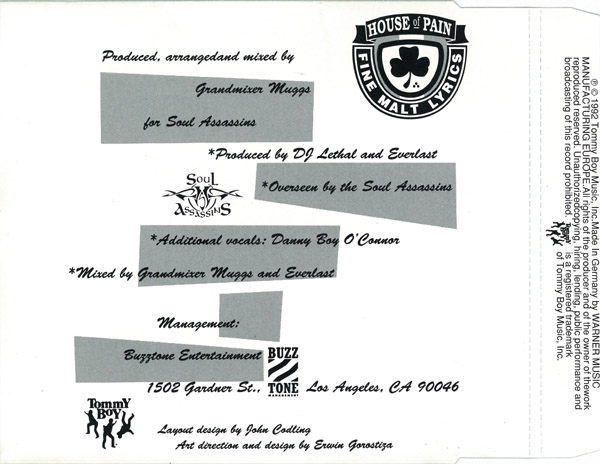 HOUSE of PAIN
FINE MALT LYRICS
Produced, arrangedand mixed by
Grandmixer Muggs
for Soul Assassins
*Produced by DJ Lethal and Everlast
SOUL
ASSASSINS
*Overseen by the Soul Assassins
*Additional vocals: Danny Boy O'Connor
*Mixed by Grandmixer Muggs and Everlast
Management:
Buzztone Entertainment
BUZZ
TONE
MANAGEMENT
1502 Gardner St., Los Angeles, CA 90046
TOMMY
BOY
Layout design by John Codling
Art direction and design by Erwin Gorostiza
℗ © 1992 Tommy Boy Music, Inc.Made In Germany by WARNER MUSIC
MANUFACTURING EUROPE.All rights of the producer and of the owner of thework
reproduced reserved. Unauthorizedcopying, hiring, lending, public performance and
broadcasting of this record prohibited. TOMMY BOY is a registered trademark
of Tommy Boy Music, Inc.